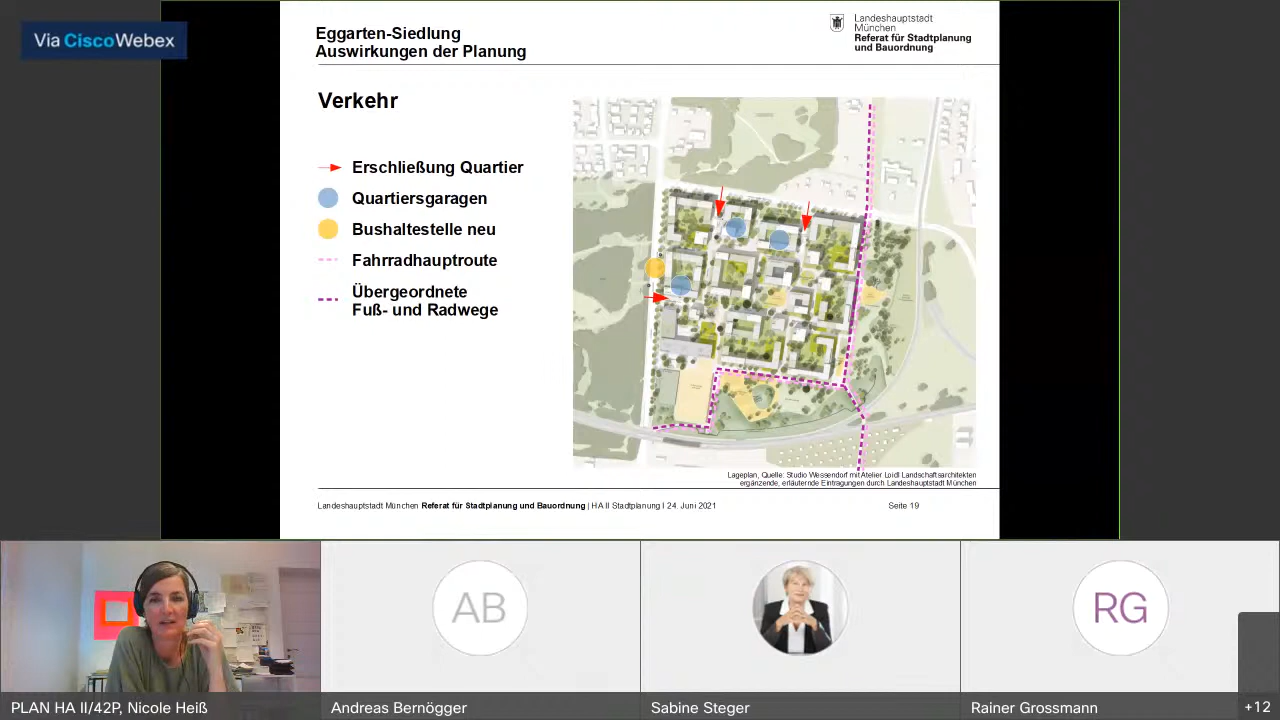 Via Cisco Webex
Eggarten-Siedlung
Auswirkungen der Planung
Landeshauptstadt
München
Referat für Stadtplanung
und Bauordnung
Verkehr
Erschließung Quartier
Quartiersgaragen
Bushaltestelle neu
Fahrradhauptroute
Übergeordnete
Fuß- und Radwege
Lageplan, Quelle: Studio Wessendorf mit Atelier Loidl Landschaftsarchitekten
ergänzende, erläuternde Eintragungen durch Landeshauptstadt München
Landeshauptstadt München Referat für Stadtplanung und Bauordnung | HA II Stadtplanung I 24. Juni 2021
Seite 19
AB
RG
PLAN HA II/42P, Nicole Heiß
Andreas Bernögger
Sabine Steger
Rainer Grossmann
+12